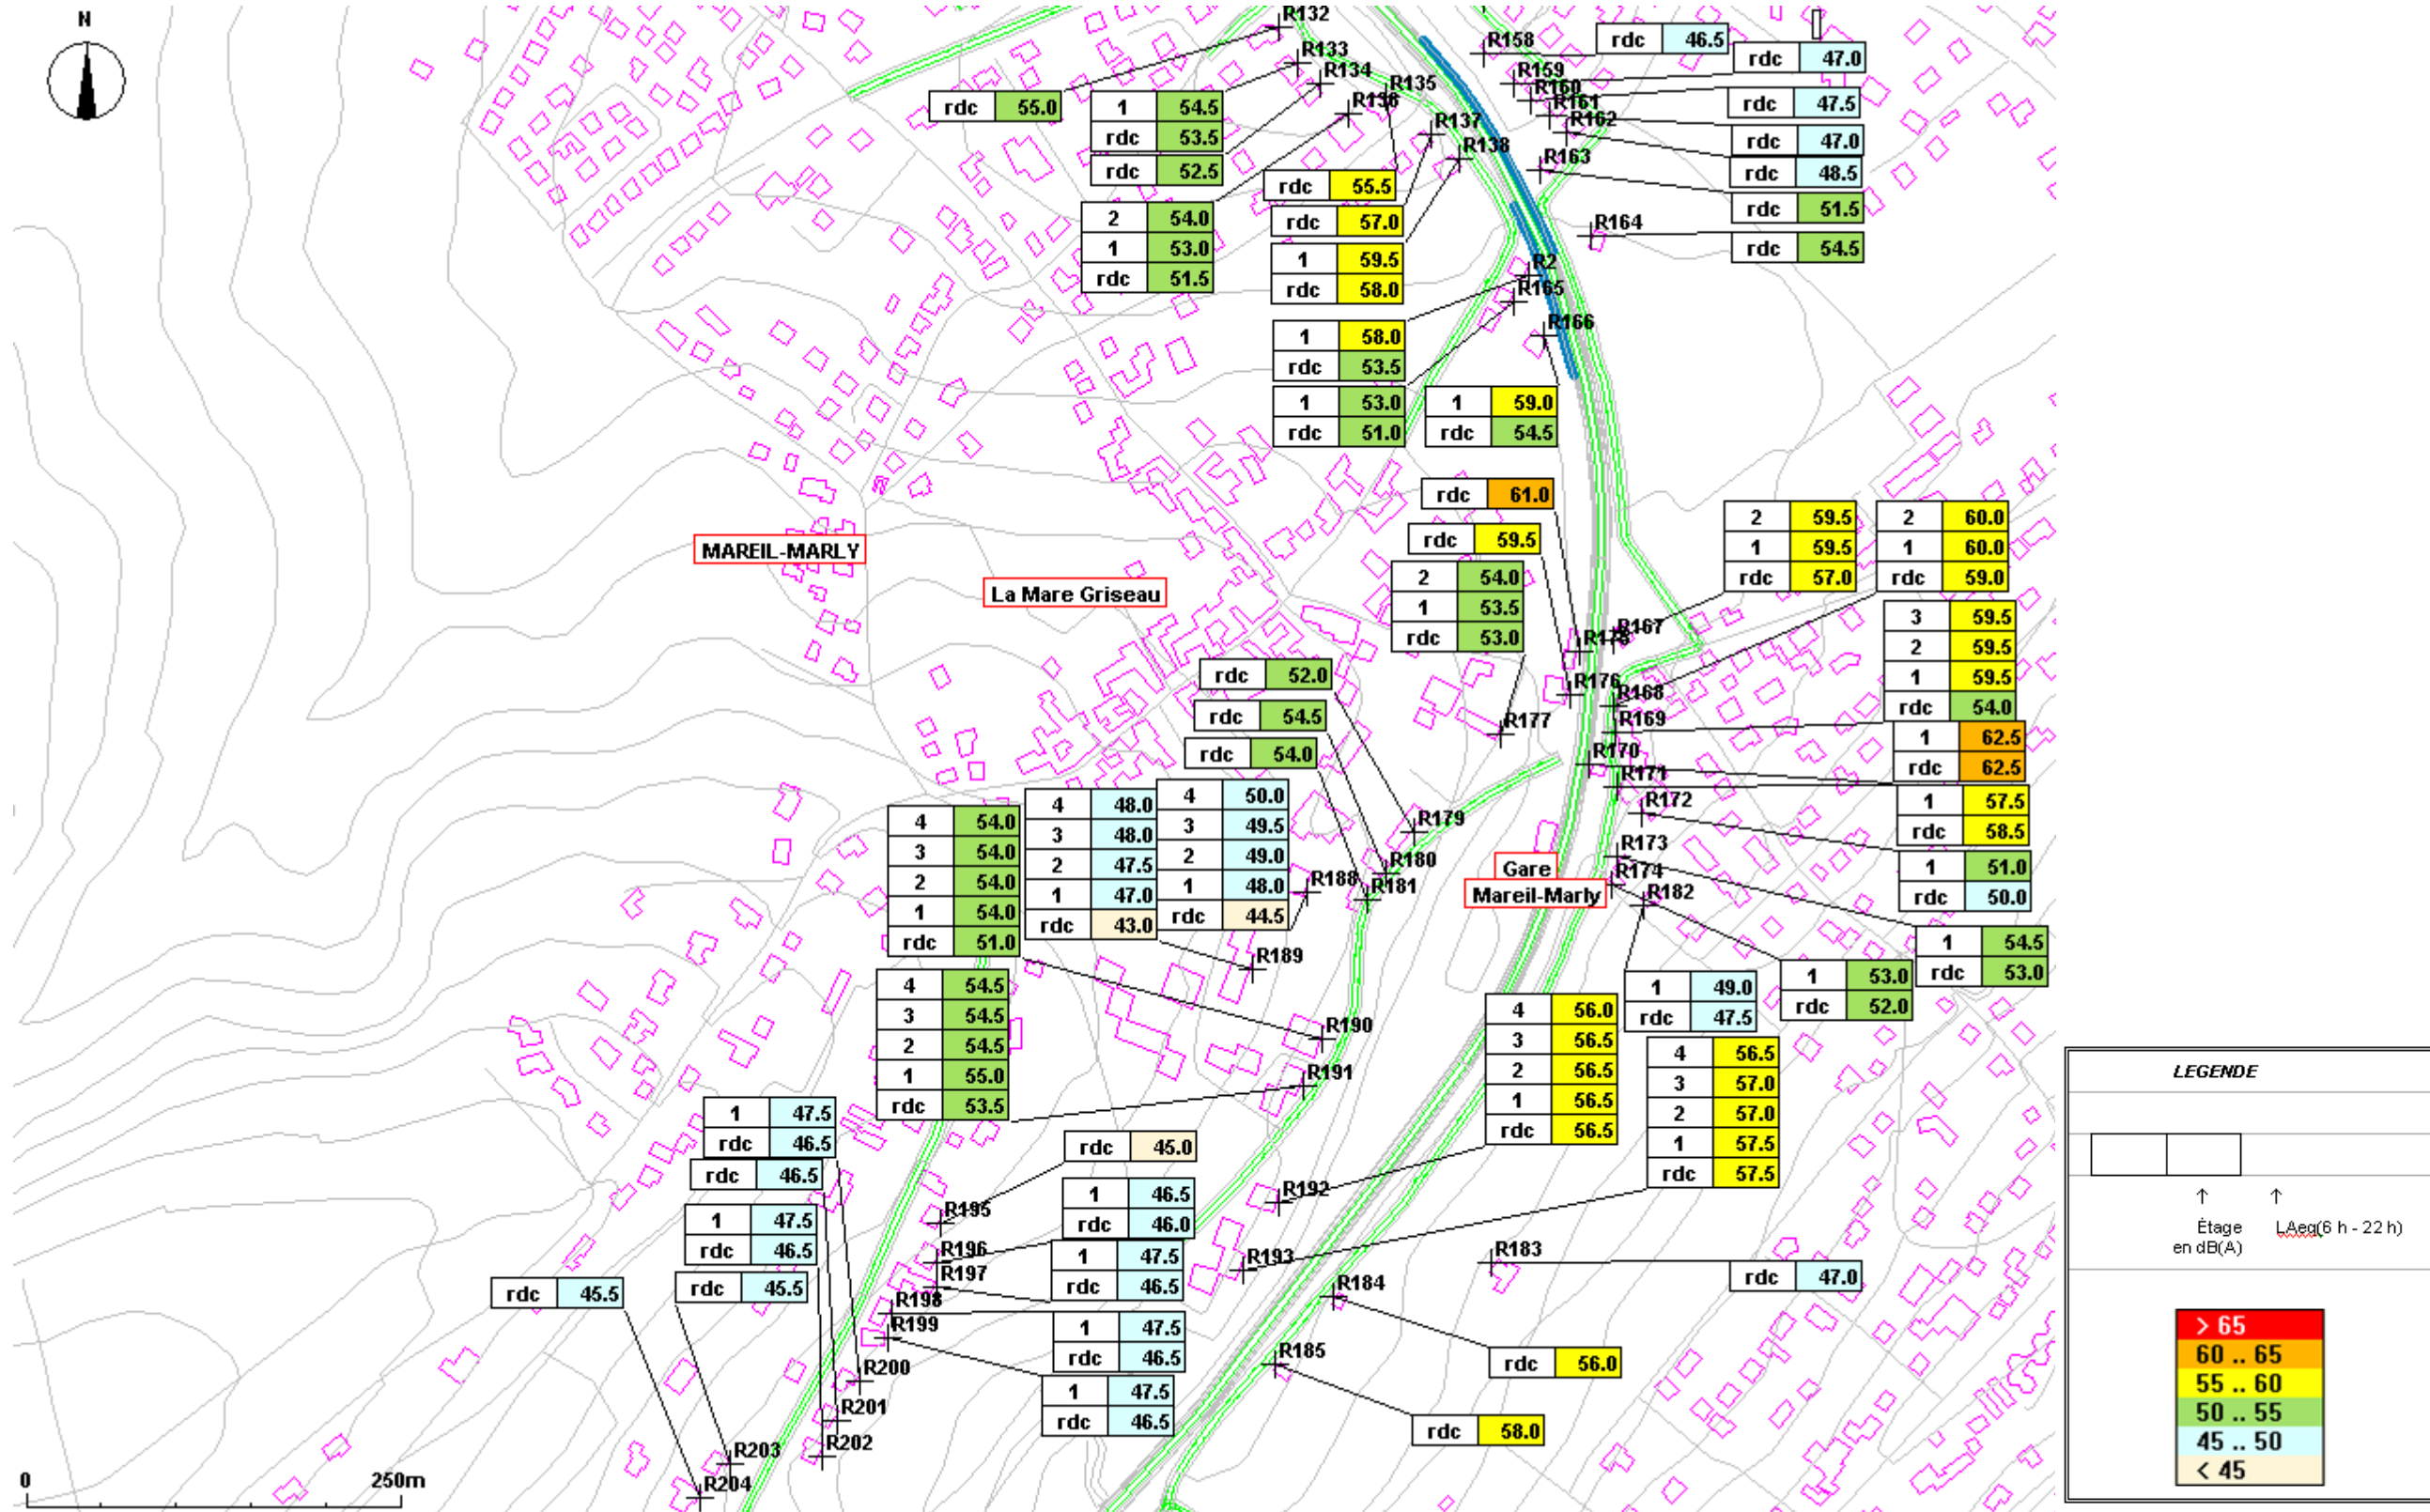 N
R132
R133
R134
R135
R136
R137
R138
R158
R159
R160
R161
R162
R163
R164
R2
R165
R166
rdc 46.5
rdc 47.0
rdc 47.5
rdc 47.0
rdc 48.5
rdc 51.5
rdc 54.5
rdc 55.0
1 54.5
rdc 53.5
rdc 52.5
2 54.0
1 53.0
rdc 51.5
rdc 55.5
rdc 57.0
1 59.5
rdc 58.0
1 58.0
rdc 53.5
1 53.0
rdc 51.0
1 59.0
rdc 54.5
rdc 61.0
rdc 59.5
2 54.0
1 53.5
rdc 53.0
2 59.5
1 59.5
rdc 57.0
2 60.0
1 60.0
rdc 59.0
3 59.5
2 59.5
1 59.5
rdc 54.0
1 62.5
rdc 62.5
1 57.5
rdc 58.5
1 51.0
rdc 50.0
1 54.5
rdc 53.0
1 53.0
rdc 52.0
1 49.0
rdc 47.5
MAREIL-MARLY
La Mare Griseau
R167
R175
R176
R168
R177
R169
R170
R171
R172
R173
R174
R182
Gare
Mareil-Marly
rdc 52.0
rdc 54.5
rdc 54.0
R179
R180
R181
R188
R189
R190
R191
4 54.0
3 54.0
2 54.0
1 54.0
rdc 51.0
4 48.0
3 48.0
2 47.5
1 47.0
rdc 43.0
4 50.0
3 49.5
2 49.0
1 48.0
rdc 44.5
4 54.5
3 54.5
2 54.5
1 55.0
rdc 53.5
4 56.0
3 56.5
2 56.5
1 56.5
rdc 56.5
4 56.5
3 57.0
2 57.0
1 57.5
rdc 57.5
1 47.5
rdc 46.5
rdc 46.5
1 47.5
rdc 46.5
rdc 45.5
rdc 45.5
rdc 45.0
1 46.5
rdc 46.0
1 47.5
rdc 46.5
1 47.5
rdc 46.5
1 47.5
rdc 46.5
R192
R193
R183
R184
R185
R195
R196
R197
R198
R199
R200
R201
R202
R203
R204
rdc 47.0
rdc 56.0
rdc 58.0
0 250m
LEGENDE
↑ ↑
Étage LAeq(6 h - 22 h)
en dB(A)
> 65
60 .. 65
55 .. 60
50 .. 55
45 .. 50
< 45